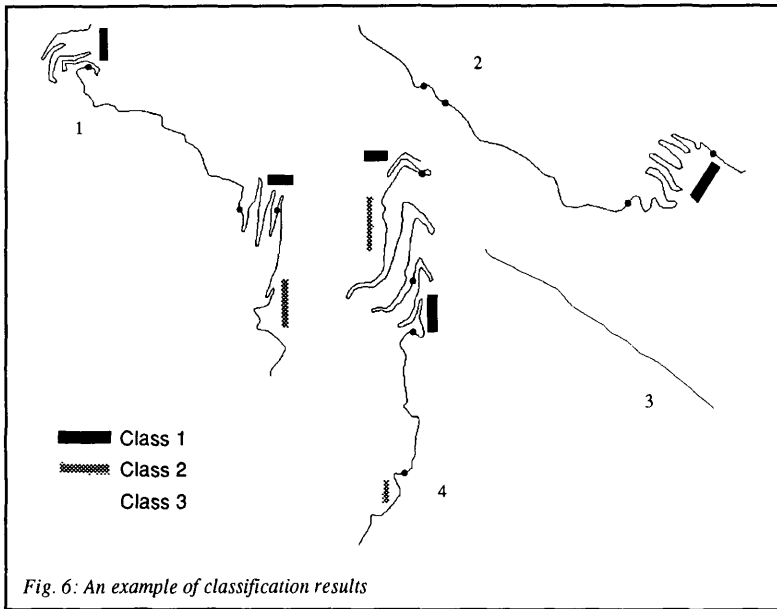 2
1
3
Class 1
Class 2
Class 3
4
Fig. 6: An example of classification results